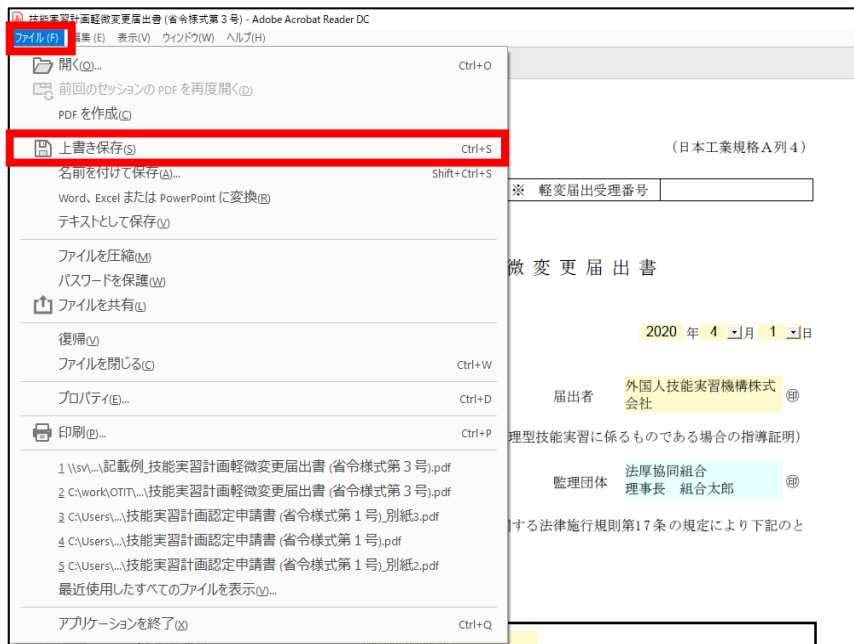 技能実習計画軽微変更届出書 (省令様式第３号) - Adobe Acrobat Reader DC
ファイル(F) 編集(E) 表示(V) ウィンドウ(W) ヘルプ(H)
開く(O)... Ctrl+O
前回のセッションの PDF を再度開く(D)
PDF を作成(C)
上書き保存(S) Ctrl+S
名前を付けて保存(A)... Shift+Ctrl+S
Word、Excel または PowerPoint に変換(R)
テキストとして保存(V)
ファイルを圧縮(M)
パスワードを保護(W)
ファイルを共有(L)
復帰(V)
ファイルを閉じる(C) Ctrl+W
プロパティ(E)... Ctrl+D
印刷(P)... Ctrl+P
1 \\sv\...\記載例_技能実習計画軽微変更届出書 (省令様式第３号).pdf
2 C:\work\OTIT\...\技能実習計画軽微変更届出書 (省令様式第３号).pdf
3 C:\Users\...\技能実習計画認定申請書 (省令様式第１号)_別紙3.pdf
4 C:\Users\...\技能実習計画認定申請書 (省令様式第１号).pdf
5 C:\Users\...\技能実習計画認定申請書 (省令様式第１号)_別紙2.pdf
最近使用したすべてのファイルを表示(V)...
アプリケーションを終了(X) Ctrl+Q
（日本工業規格Ａ列４）
※ 軽変届出受理番号
微変更届出書
2020 年 4 月 1 日
届出者 外国人技能実習機構株式
会社 ㊞
理型技能実習に係るものである場合の指導証明）
監理団体 法厚協同組合
理事長 組合太郎 ㊞
する法律施行規則第17条の規定により下記のと